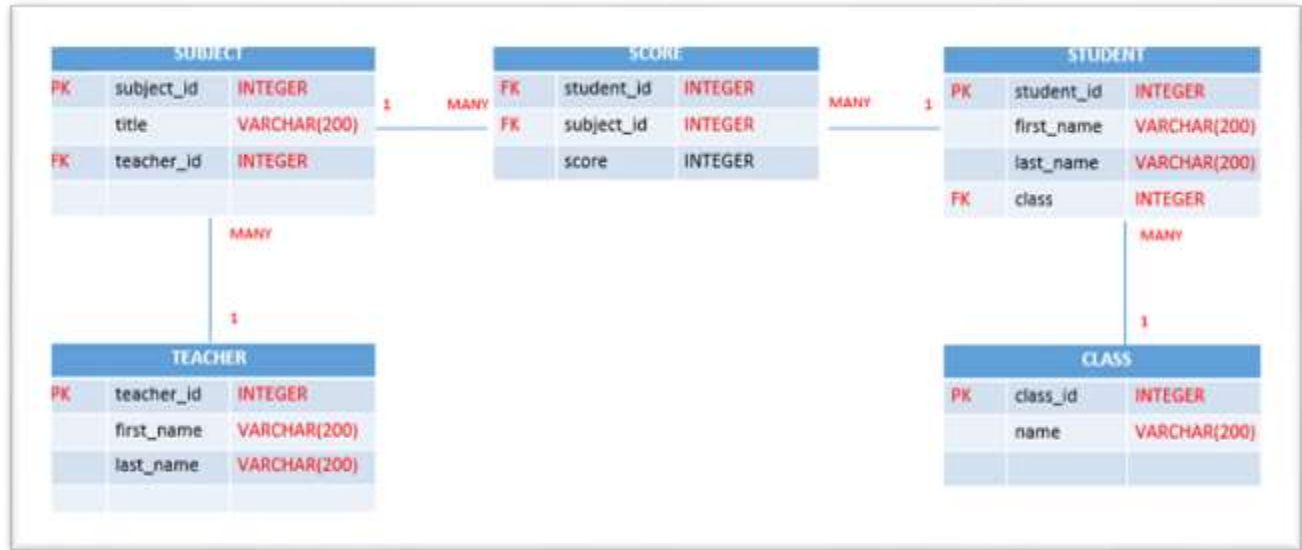 SUBJECT
PK subject_id INTEGER
title VARCHAR(200)
FK teacher_id INTEGER
1 MANY
SCORE
FK student_id INTEGER
FK subject_id INTEGER
score INTEGER
MANY 1
STUDENT
PK student_id INTEGER
first_name VARCHAR(200)
last_name VARCHAR(200)
FK class INTEGER
MANY
1
MANY
1
TEACHER
PK teacher_id INTEGER
first_name VARCHAR(200)
last_name VARCHAR(200)
CLASS
PK class_id INTEGER
name VARCHAR(200)